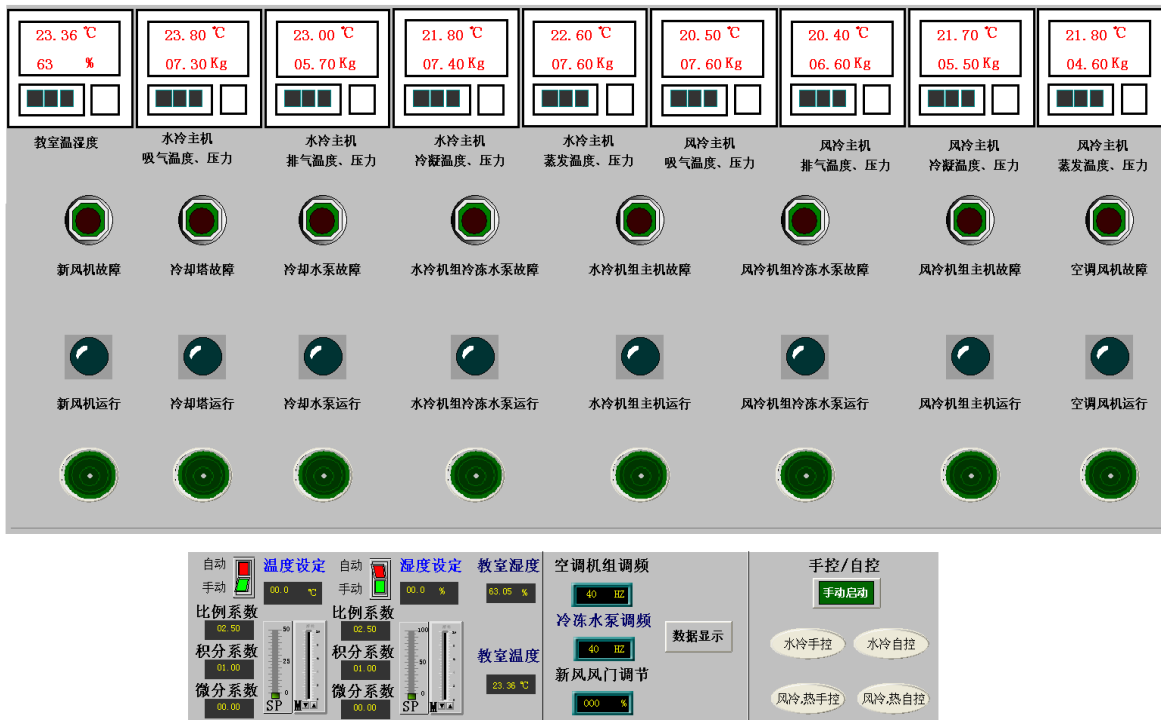 23.36 ℃ 23.80 ℃ 23.00 ℃ 21.80 ℃ 22.60 ℃ 20.50 ℃ 20.40 ℃ 21.70 ℃ 21.80 ℃
63 % 07.30 Kg 05.70 Kg 07.40 Kg 07.60 Kg 07.60 Kg 06.60 Kg 05.50 Kg 04.60 Kg
教室温湿度 水冷主机 水冷主机 水冷主机 水冷主机 风冷主机 风冷主机 风冷主机 风冷主机
吸气温度、压力 排气温度、压力 冷凝温度、压力 蒸发温度、压力 吸气温度、压力 排气温度、压力 冷凝温度、压力 蒸发温度、压力
新风机故障 冷却塔故障 冷却水泵故障 水冷机组冷冻水泵故障 水冷机组主机故障 风冷机组冷冻水泵故障 风冷机组主机故障 空调风机故障
新风机运行 冷却塔运行 冷却水泵运行 水冷机组冷冻水泵运行 水冷机组主机运行 风冷机组冷冻水泵运行 风冷机组主机运行 空调风机运行
自动 温度设定 自动 湿度设定 教室湿度 空调机组调频 手控/自控
手动 00.0 ℃ 手动 00.0 % 63.05 % 40 HZ 手动启动
比例系数 比例系数 冷冻水泵调频
02.50 50 02.50 100 数据显示 水冷手控 水冷自控
积分系数 积分系数 教室温度 40 HZ
01.00 25 01.00 50 新风风门调节
微分系数 0 微分系数 0 23.36 ℃ 风冷,热手控 风冷,热自控
00.00 SP M 00.00 SP M 000 %